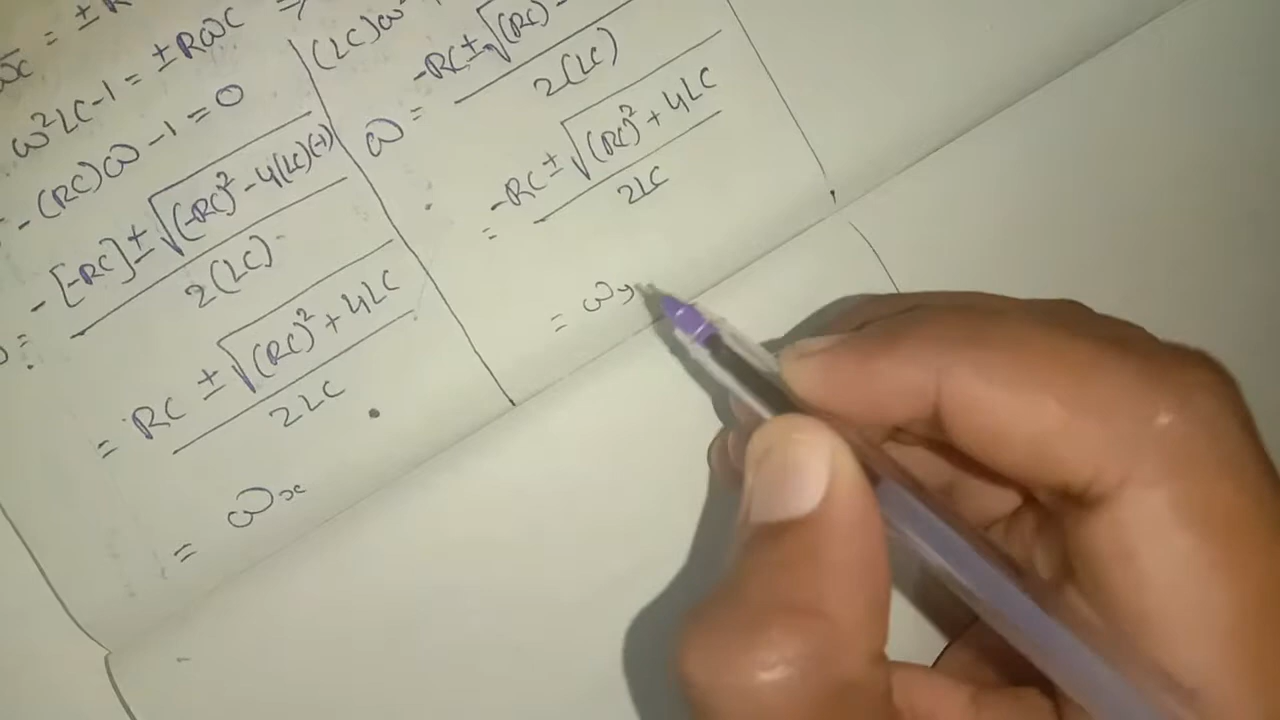 ω²LC-1 = ±RωC ⇒
-(RC)ω-1=0
-[-RC]±√(-RC)²-4(LC)(-1)
2(LC)
= RC ± √(RC)²+4LC
2LC
= ωx
(LC)ω²
ω = -RC±√(RC)²-
2(LC)
= -RC±√(RC)²+4LC
2LC
= ωy